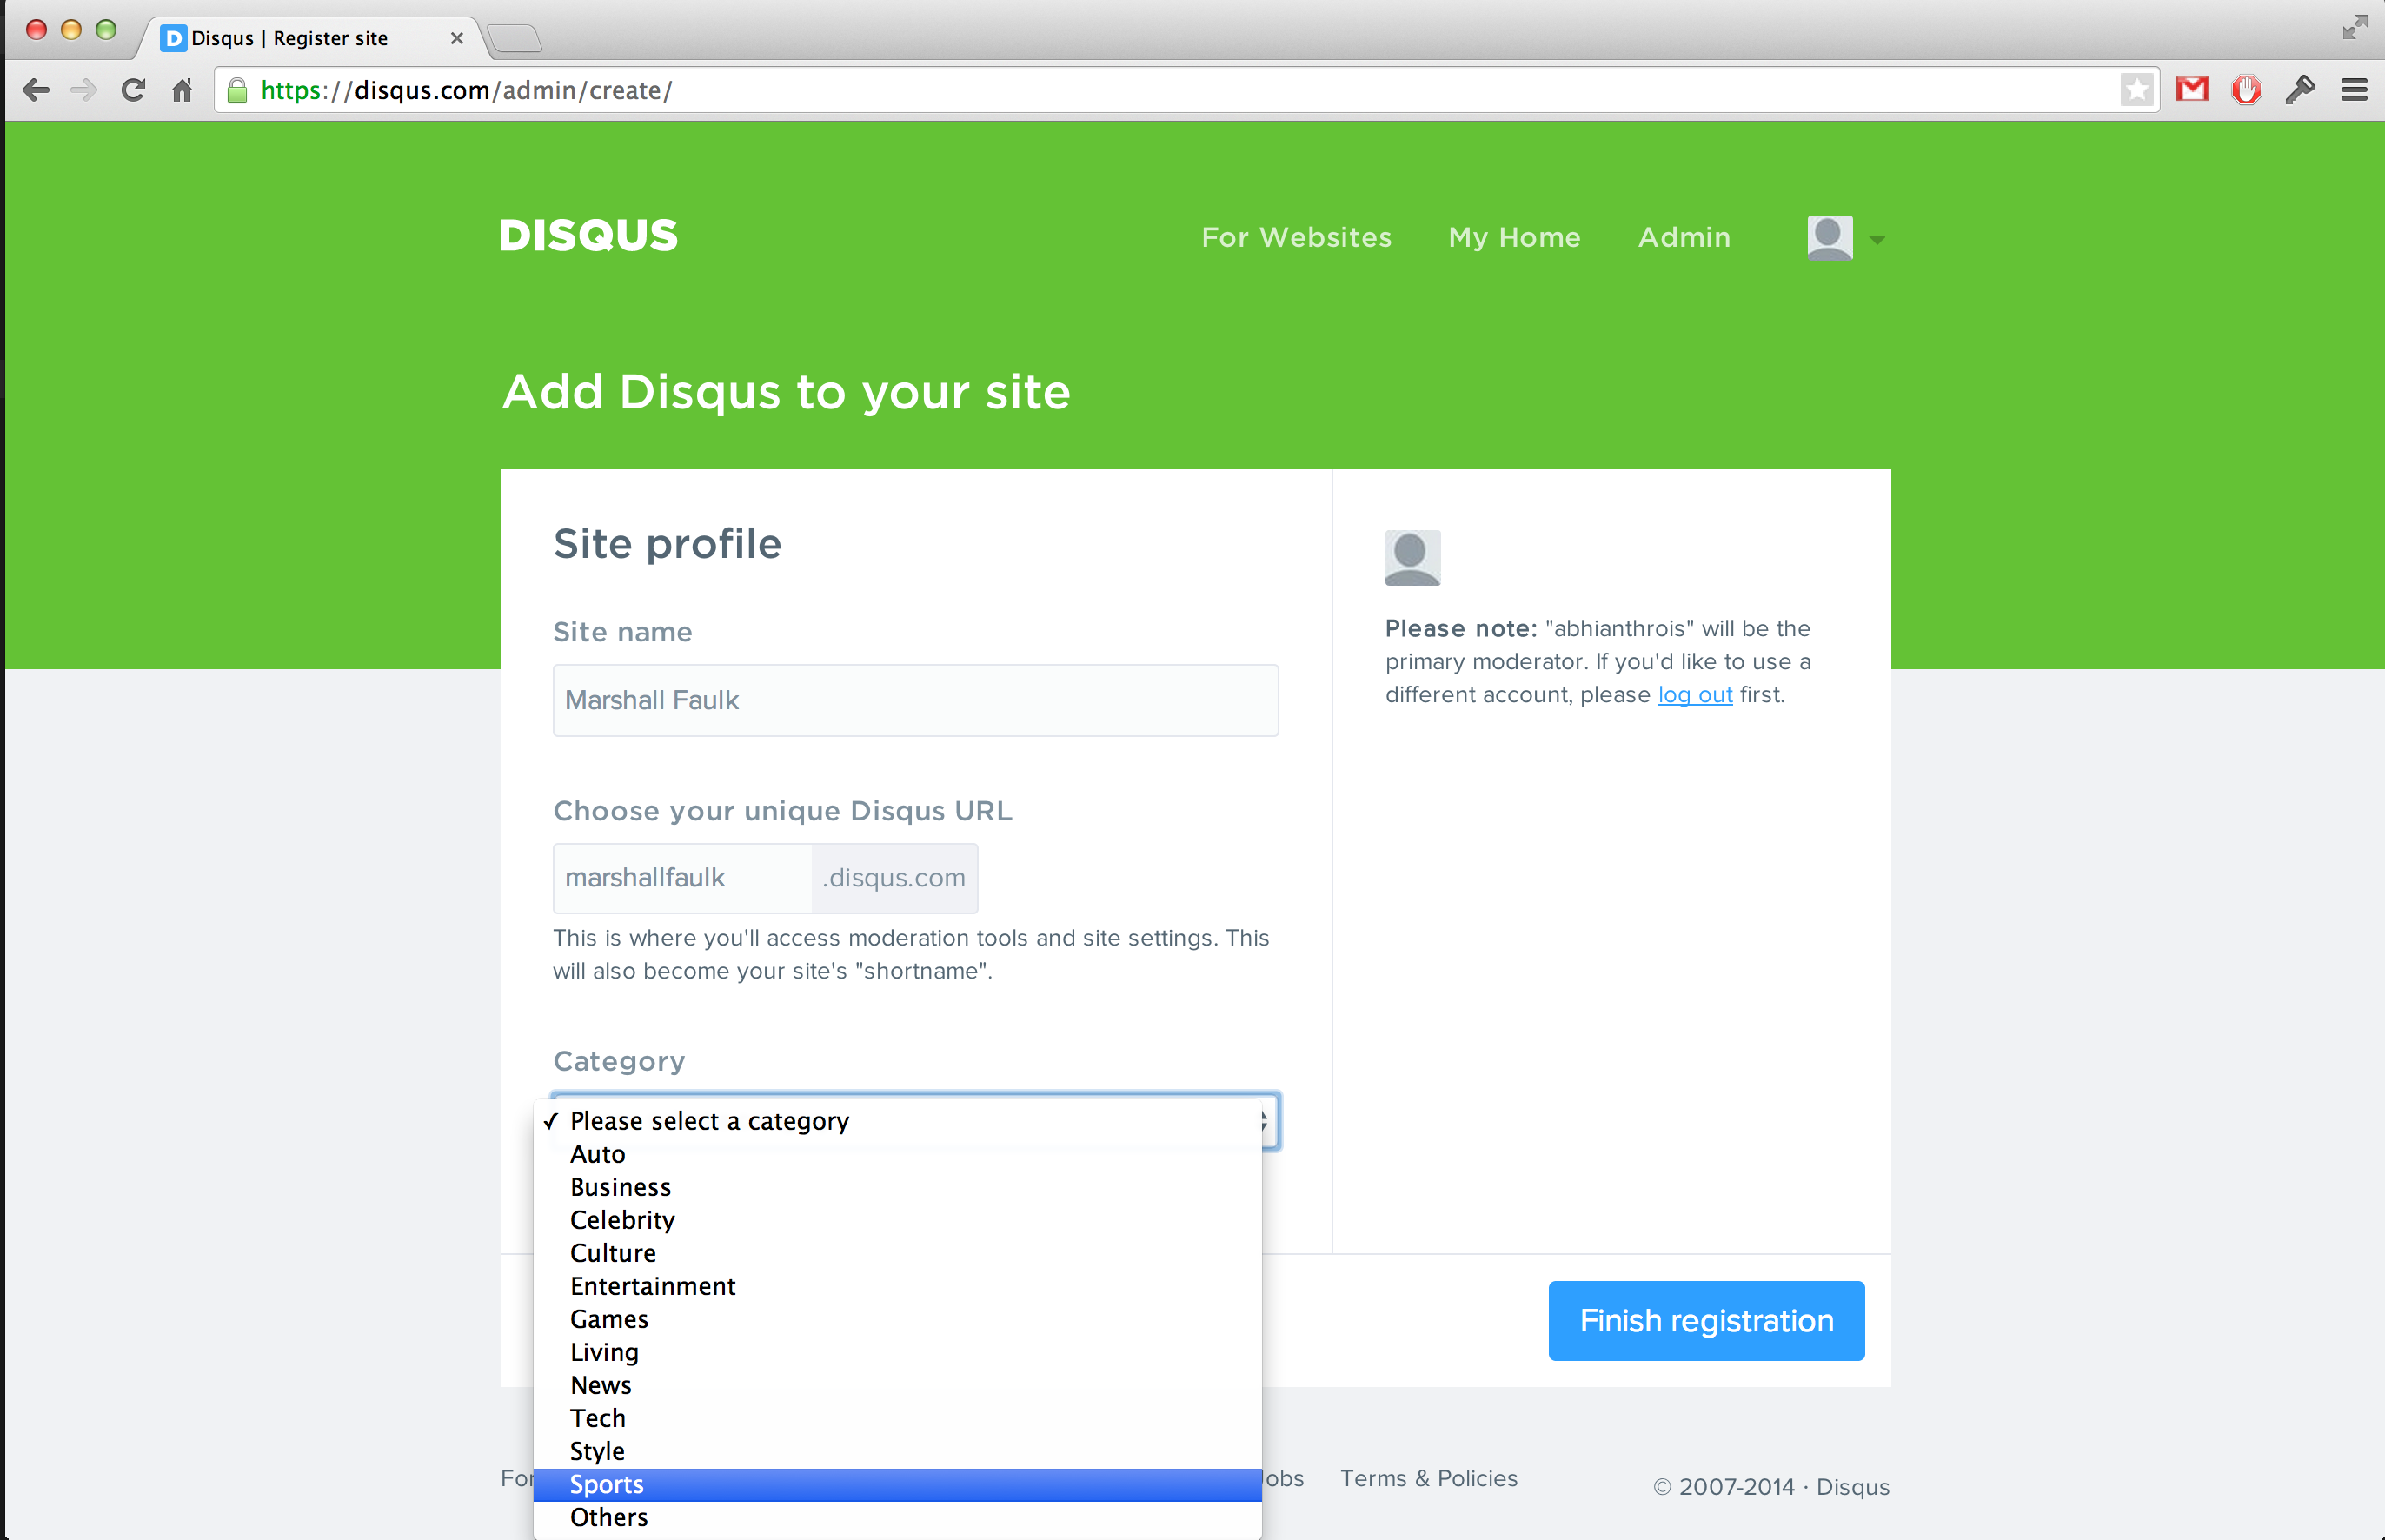 Disqus | Register site
https://disqus.com/admin/create/
DISQUS
For Websites
My Home
Admin
Add Disqus to your site
Site profile
Site name
Marshall Faulk
Choose your unique Disqus URL
marshallfaulk
.disqus.com
This is where you'll access moderation tools and site settings. This
will also become your site's "shortname".
Category
✓ Please select a category
Auto
Business
Celebrity
Culture
Entertainment
Games
Living
News
Tech
Style
Sports
Others
Please note: "abhianthrois" will be the
primary moderator. If you'd like to use a
different account, please log out first.
Finish registration
Terms & Policies
© 2007-2014 · Disqus